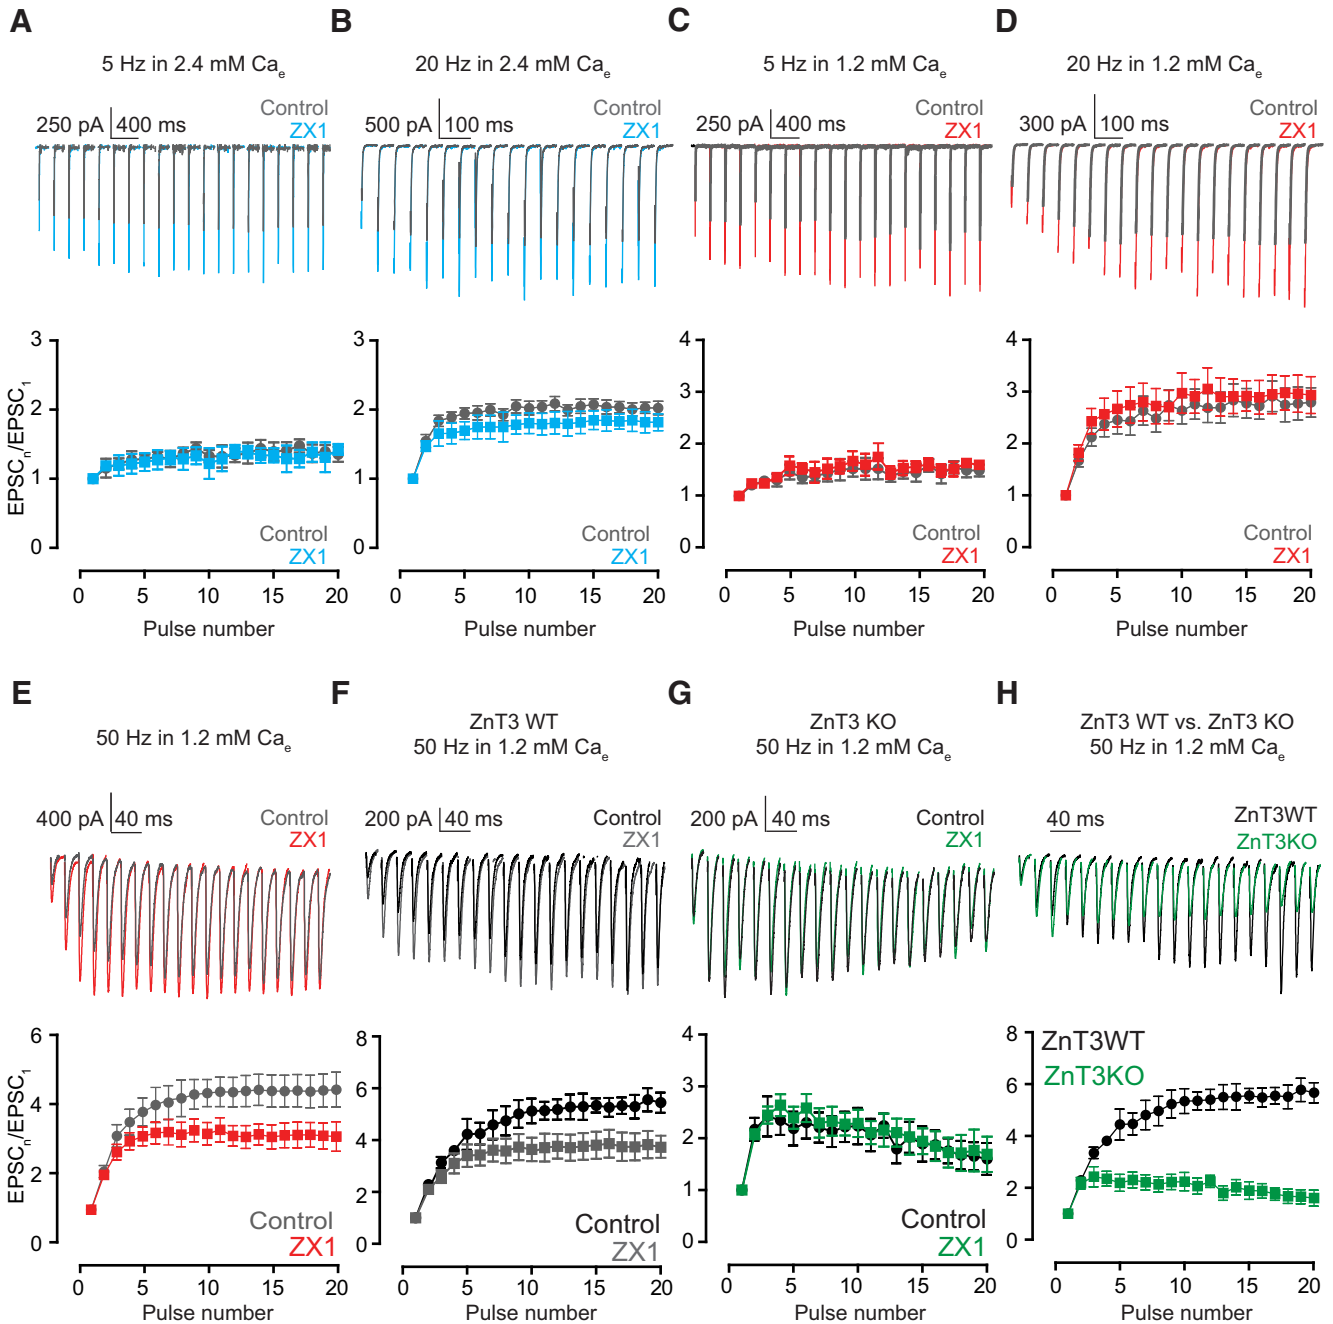 A
B
C
D
5 Hz in 2.4 mM Cae
20 Hz in 2.4 mM Cae
5 Hz in 1.2 mM Cae
20 Hz in 1.2 mM Cae
Control
ZX1
250 pA 400 ms
Control
ZX1
500 pA 100 ms
Control
ZX1
250 pA 400 ms
Control
ZX1
300 pA 100 ms
EPSCn/EPSC1
3
2
1
0
Control
ZX1
0 5 10 15 20
Pulse number
3
2
1
0
Control
ZX1
0 5 10 15 20
Pulse number
4
3
2
1
0
Control
ZX1
0 5 10 15 20
Pulse number
4
3
2
1
0
Control
ZX1
0 5 10 15 20
Pulse number
E
F
G
H
50 Hz in 1.2 mM Cae
ZnT3 WT
50 Hz in 1.2 mM Cae
ZnT3 KO
50 Hz in 1.2 mM Cae
ZnT3 WT vs. ZnT3 KO
50 Hz in 1.2 mM Cae
400 pA 40 ms
Control
ZX1
200 pA 40 ms
Control
ZX1
200 pA 40 ms
Control
ZX1
40 ms
ZnT3WT
ZnT3KO
EPSCn/EPSC1
6
4
2
0
Control
ZX1
0 5 10 15 20
Pulse number
8
6
4
2
0
Control
ZX1
0 5 10 15 20
Pulse number
4
3
2
1
0
Control
ZX1
0 5 10 15 20
Pulse number
8
6
4
2
0
ZnT3WT
ZnT3KO
0 5 10 15 20
Pulse number